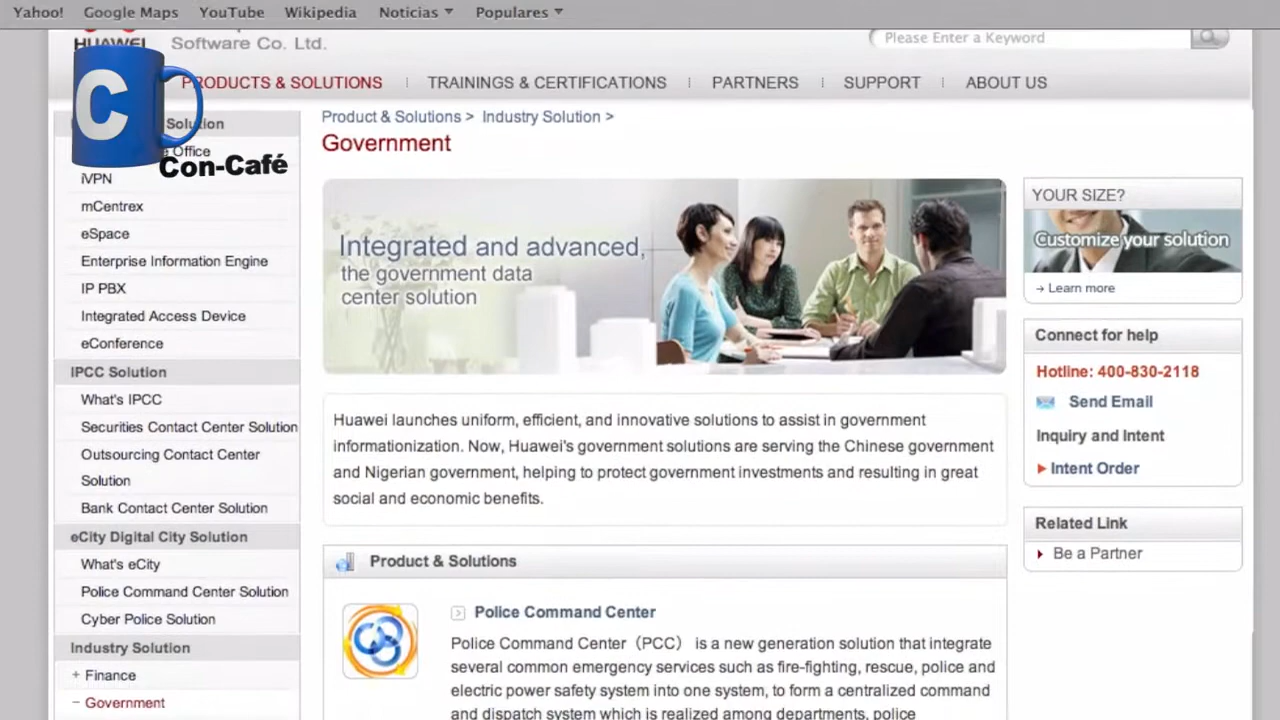 Yahoo! Google Maps YouTube Wikipedia Noticias Populares
HUAWEI
Software Co. Ltd.
Please Enter a Keyword
PRODUCTS & SOLUTIONS TRAININGS & CERTIFICATIONS PARTNERS SUPPORT ABOUT US
C
Con-Café
Solution
Office
iVPN
mCentrex
eSpace
Enterprise Information Engine
IP PBX
Integrated Access Device
eConference
IPCC Solution
What's IPCC
Securities Contact Center Solution
Outsourcing Contact Center
Solution
Bank Contact Center Solution
eCity Digital City Solution
What's eCity
Police Command Center Solution
Cyber Police Solution
Industry Solution
+ Finance
− Government
Product & Solutions > Industry Solution >
Government
Integrated and advanced,
the government data
center solution
Huawei launches uniform, efficient, and innovative solutions to assist in government
informationization. Now, Huawei's government solutions are serving the Chinese government
and Nigerian government, helping to protect government investments and resulting in great
social and economic benefits.
Product & Solutions
Police Command Center
Police Command Center（PCC） is a new generation solution that integrate
several common emergency services such as fire-fighting, rescue, police and
electric power safety system into one system, to form a centralized command
and dispatch system which is realized among departments, police
YOUR SIZE?
Customize your solution
→ Learn more
Connect for help
Hotline: 400-830-2118
Send Email
Inquiry and Intent
Intent Order
Related Link
Be a Partner